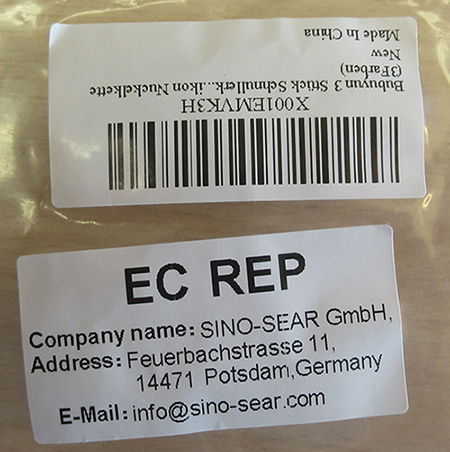 X001EMVK3H
Bubuyun 3 Stück Schnullerk...ikon Nuckelkette
(3Farben)
New
Made In China
EC REP
Company name: SINO-SEAR GmbH,
Address: Feuerbachstrasse 11,
14471 Potsdam,Germany
E-Mail: info@sino-sear.com